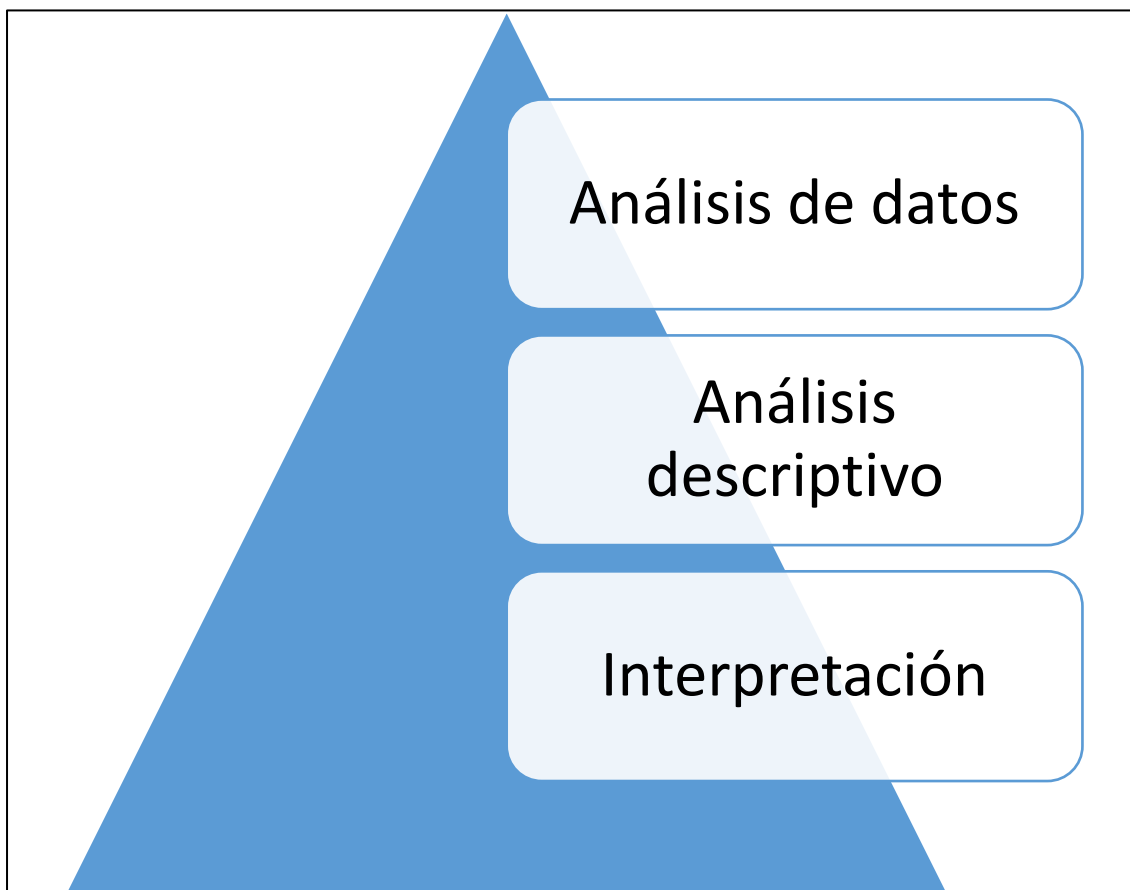 Análisis de datos
Análisis
descriptivo
Interpretación